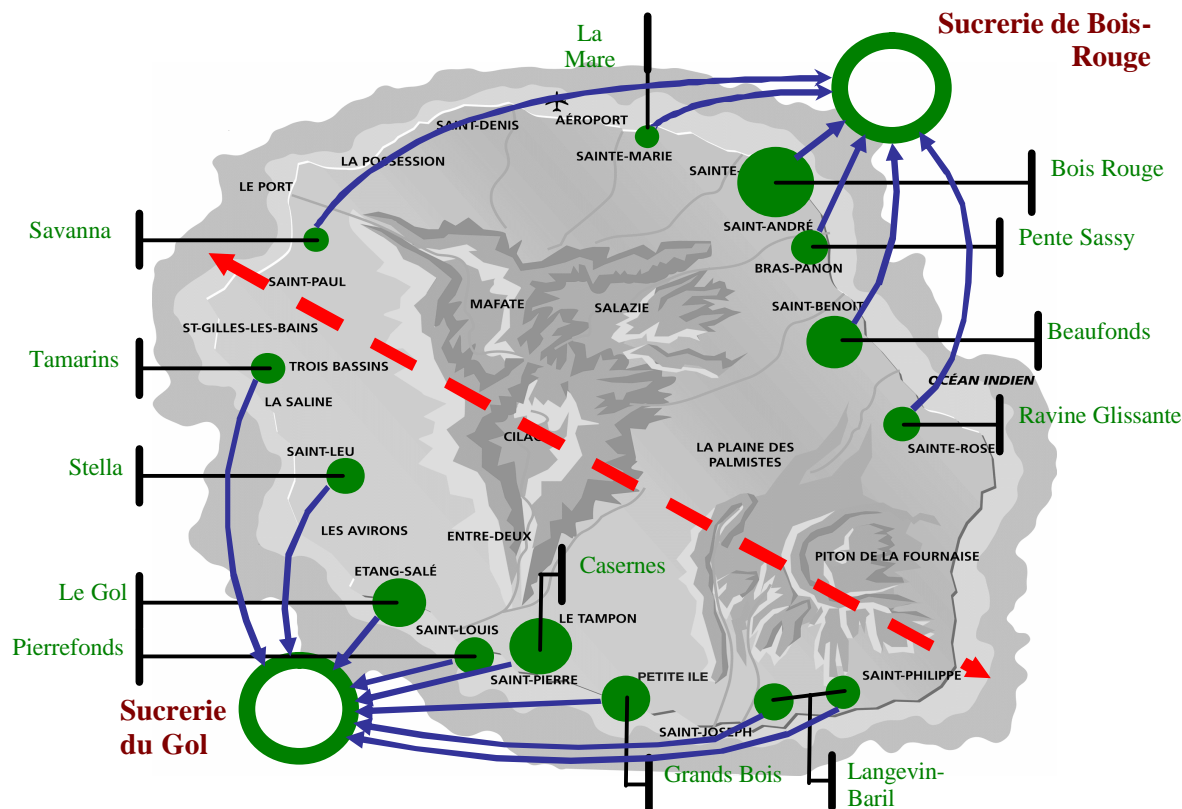 La
Mare
Sucrerie de Bois-
Rouge
AÉROPORT
SAINT-DENIS
SAINTE-MARIE
LA POSSESSION
SAINTE-
Bois Rouge
LE PORT
SAINT-ANDRÉ
Savanna
Pente Sassy
BRAS-PANON
SAINT-PAUL
MAFATE
SALAZIE
SAINT-BENOIT
ST-GILLES-LES-BAINS
Beaufonds
Tamarins
TROIS BASSINS
OCÉAN INDIEN
LA SALINE
Ravine Glissante
CILAO
SAINTE-ROSE
LA PLAINE DES
PALMISTES
SAINT-LEU
Stella
LES AVIRONS
ENTRE-DEUX
PITON DE LA FOURNAISE
Casernes
ETANG-SALÉ
Le Gol
LE TAMPON
SAINT-LOUIS
Pierrefonds
SAINT-PIERRE
PETITE ILE
SAINT-PHILIPPE
Sucrerie
du Gol
SAINT-JOSEPH
Grands Bois
Langevin-
Baril